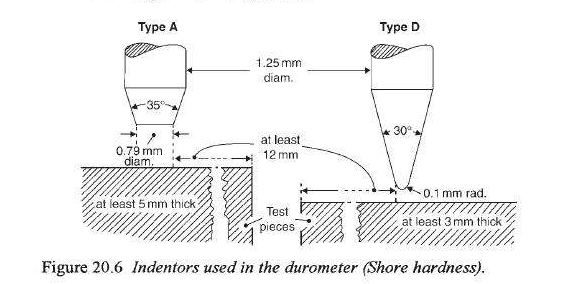 Type A
Type D
1.25 mm
diam.
35°
30°
0.79 mm
diam.
at least
12 mm
0.1 mm rad.
at least 5 mm thick
Test
pieces
at least 3 mm thick
Figure 20.6 Indentors used in the durometer (Shore hardness).